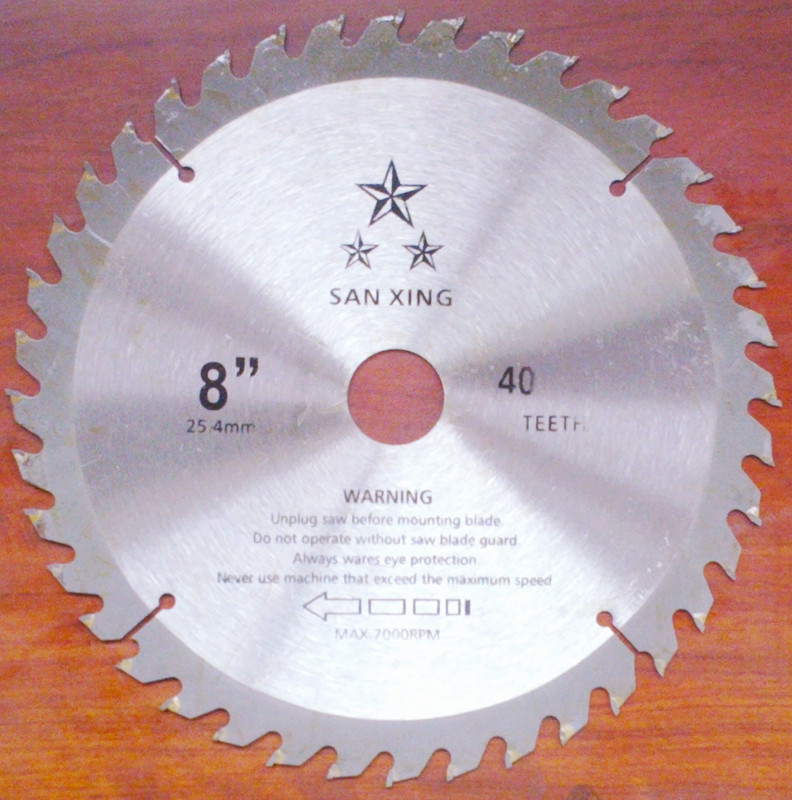 SAN XING
8”
25.4mm
40
TEETH
WARNING
Unplug saw before mounting blade.
Do not operate without saw blade guard.
Always wares eye protection
Never use machine that exceed the maximum speed
MAX.7000RPM